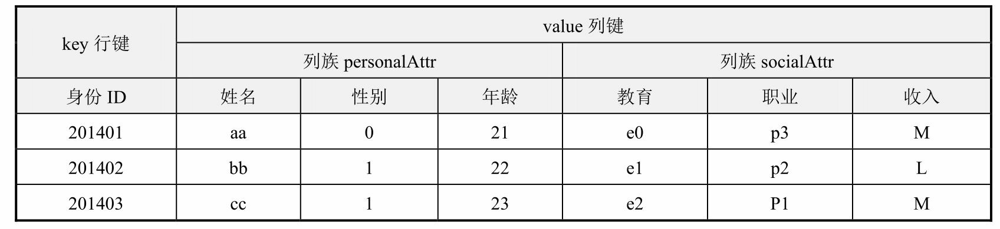 key 行键 value 列键
列族 personalAttr 列族 socialAttr
身份 ID 姓名 性别 年龄 教育 职业 收入
201401 aa 0 21 e0 p3 M
201402 bb 1 22 e1 p2 L
201403 cc 1 23 e2 P1 M